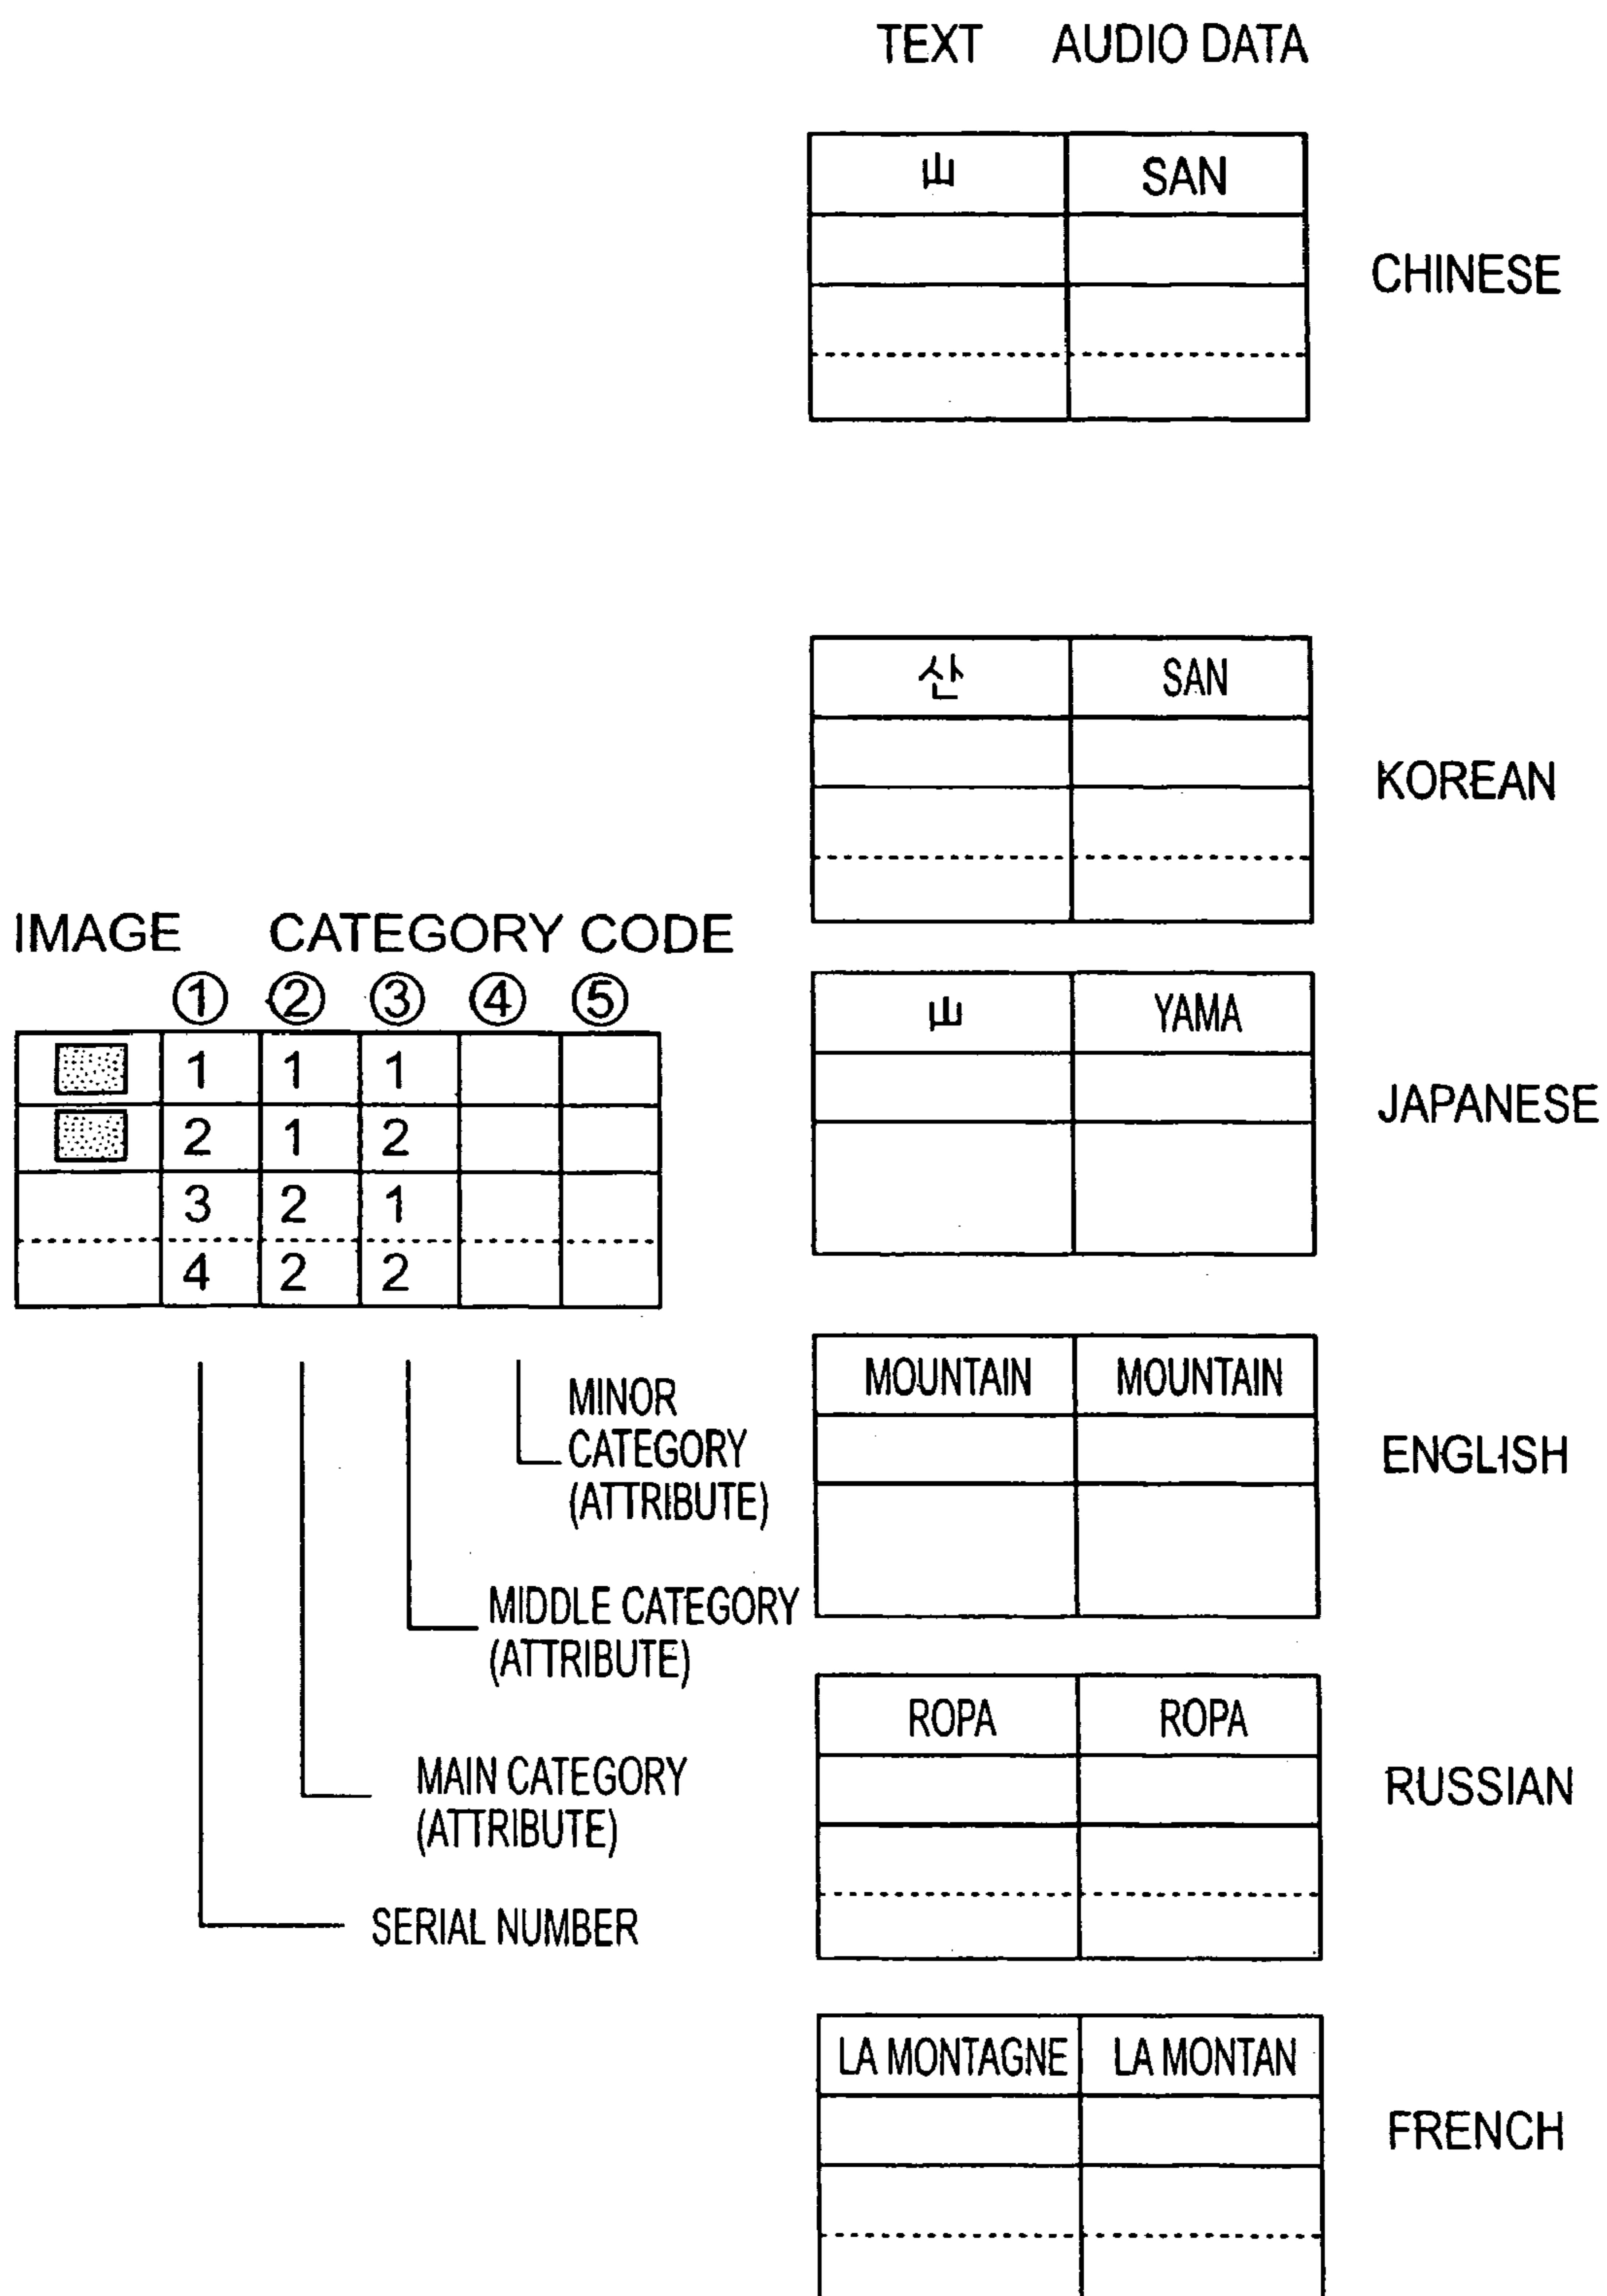 TEXT AUDIO DATA
山 SAN
CHINESE
산 SAN
KOREAN
IMAGE CATEGORY CODE
① ② ③ ④ ⑤
1 1 1
2 1 2
3 2 1
4 2 2
山 YAMA
JAPANESE
MINOR
CATEGORY
(ATTRIBUTE)
MIDDLE CATEGORY
(ATTRIBUTE)
MAIN CATEGORY
(ATTRIBUTE)
SERIAL NUMBER
MOUNTAIN MOUNTAIN
ENGLISH
ROPA ROPA
RUSSIAN
LA MONTAGNE LA MONTAN
FRENCH